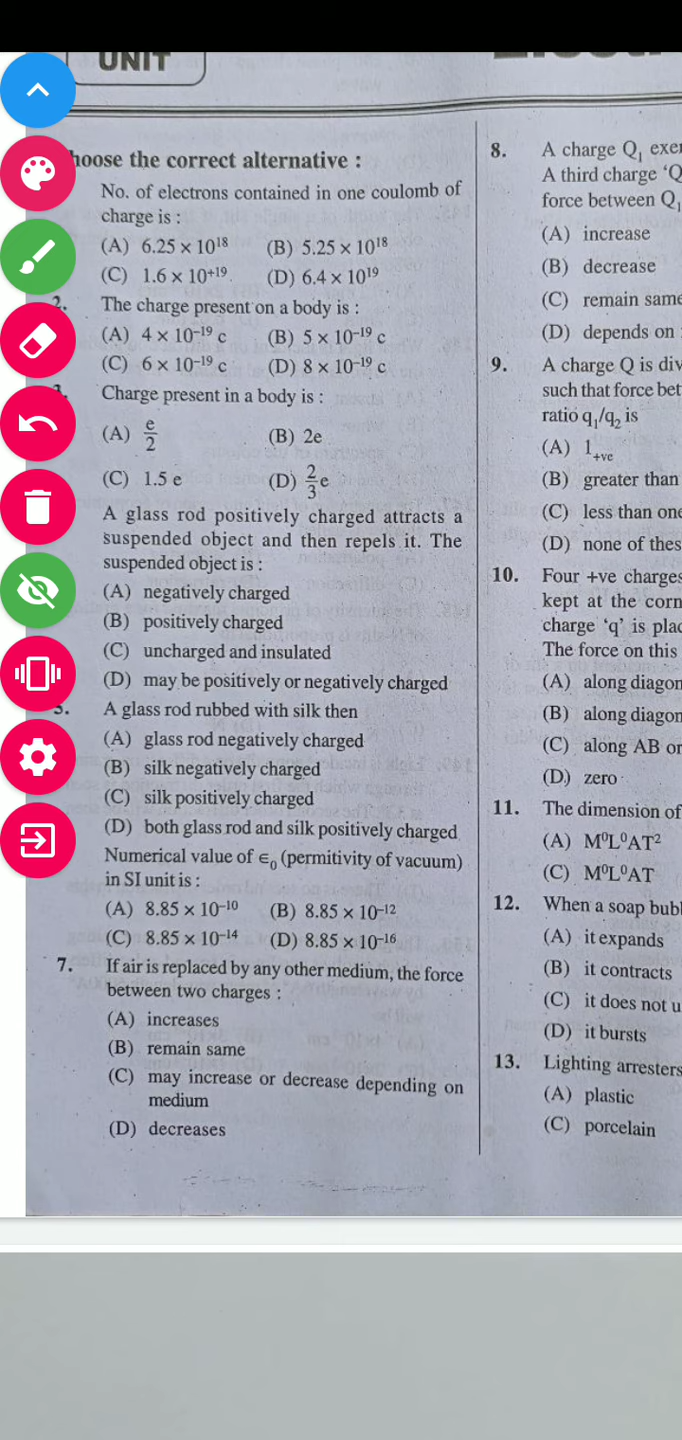 UNIT
hoose the correct alternative :
No. of electrons contained in one coulomb of
charge is :
(A) 6.25 × 10¹⁸ (B) 5.25 × 10¹⁸
(C) 1.6 × 10⁺¹⁹ (D) 6.4 × 10¹⁹
2. The charge present on a body is :
(A) 4 × 10⁻¹⁹ c (B) 5 × 10⁻¹⁹ c
(C) 6 × 10⁻¹⁹ c (D) 8 × 10⁻¹⁹ c
Charge present in a body is :
(A) e/2 (B) 2e
(C) 1.5 e (D) 2/3 e
A glass rod positively charged attracts a
suspended object and then repels it. The
suspended object is :
(A) negatively charged
(B) positively charged
(C) uncharged and insulated
(D) may be positively or negatively charged
5. A glass rod rubbed with silk then
(A) glass rod negatively charged
(B) silk negatively charged
(C) silk positively charged
(D) both glass rod and silk positively charged
Numerical value of ∈₀ (permitivity of vacuum)
in SI unit is :
(A) 8.85 × 10⁻¹⁰ (B) 8.85 × 10⁻¹²
(C) 8.85 × 10⁻¹⁴ (D) 8.85 × 10⁻¹⁶
7. If air is replaced by any other medium, the force
between two charges :
(A) increases
(B) remain same
(C) may increase or decrease depending on
medium
(D) decreases
8. A charge Q₁ exer
A third charge ‘Q
force between Q₁
(A) increase
(B) decrease
(C) remain same
(D) depends on
9. A charge Q is div
such that force bet
ratio q₁/q₂ is
(A) 1₊ᵥₑ
(B) greater than
(C) less than one
(D) none of thes
10. Four +ve charges
kept at the corn
charge ‘q’ is plac
The force on this
(A) along diagon
(B) along diagon
(C) along AB or
(D) zero
11. The dimension of
(A) M⁰L⁰AT²
(C) M⁰L⁰AT
12. When a soap bubl
(A) it expands
(B) it contracts
(C) it does not u
(D) it bursts
13. Lighting arresters
(A) plastic
(C) porcelain